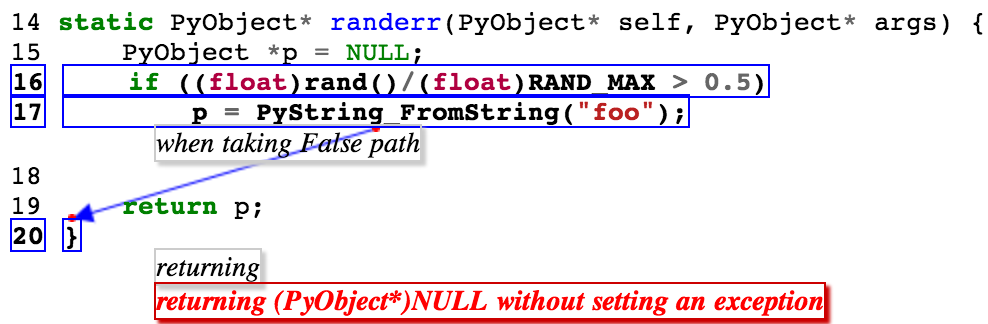 14 static PyObject* randerr(PyObject* self, PyObject* args) {
15     PyObject *p = NULL;
16     if ((float)rand()/(float)RAND_MAX > 0.5)
17         p = PyString_FromString("foo");
when taking False path
18
19     return p;
20 }
returning
returning (PyObject*)NULL without setting an exception